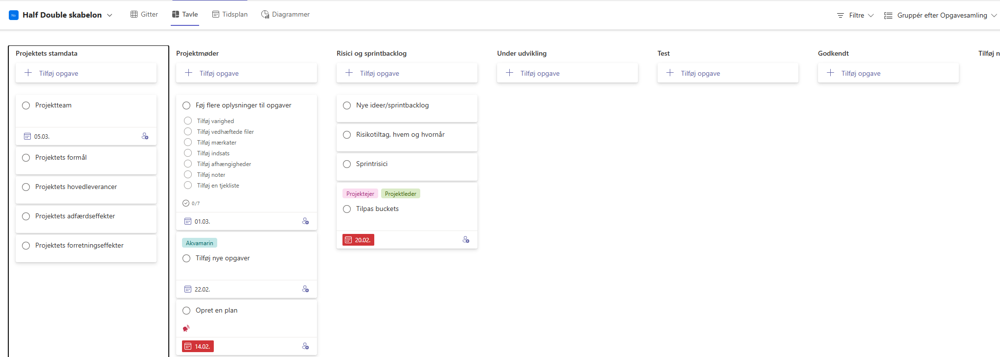 Na
Half Double skabelon
Gitter
Tavle
Tidsplan
Diagrammer
Filtre
Gruppér efter Opgavesamling
Projektets stamdata
Tilføj opgave
Projektteam
05.03.
Projektets formål
Projektets hovedleverancer
Projektets adfærdseffekter
Projektets forretningseffekter
Projektmøder
Tilføj opgave
Føj flere oplysninger til opgaver
Tilføj varighed
Tilføj vedhæftede filer
Tilføj mærkater
Tilføj indsats
Tilføj afhængigheder
Tilføj noter
Tilføj en tjekliste
0/7
01.03.
Akvamarin
Tilføj nye opgaver
22.02.
Opret en plan
14.02.
Risici og sprintbacklog
Tilføj opgave
Nye ideer/sprintbacklog
Risikotiltag, hvem og hvornår
Sprintrisici
Projektejer Projektleder
Tilpas buckets
20.02.
Under udvikling
Tilføj opgave
Test
Tilføj opgave
Godkendt
Tilføj opgave
Tilføj n